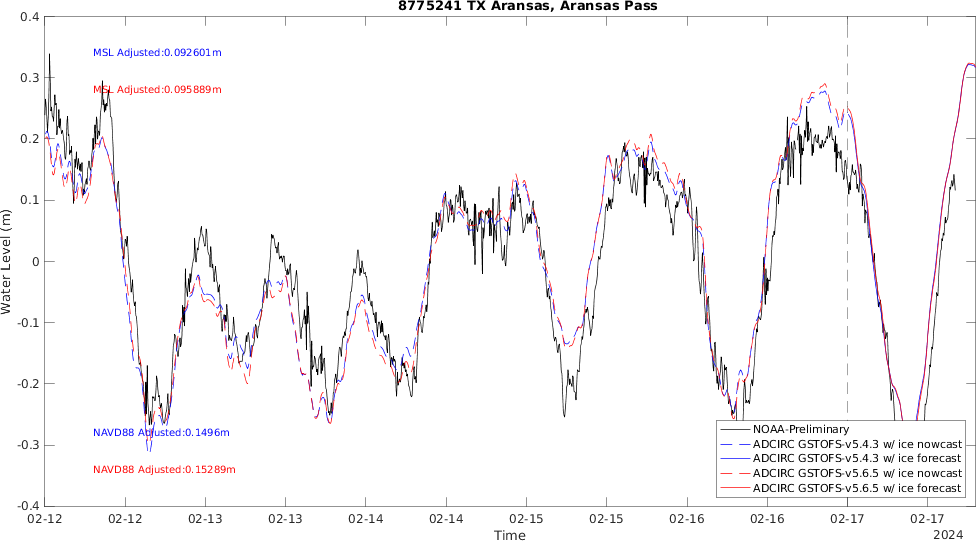 8775241 TX Aransas, Aransas Pass
0.4
0.3
0.2
0.1
0
-0.1
-0.2
-0.3
-0.4
Water Level (m)
MSL Adjusted:0.092601m
MSL Adjusted:0.095889m
NAVD88 Adjusted:0.1496m
NAVD88 Adjusted:0.15289m
NOAA-Preliminary
ADCIRC GSTOFS-v5.4.3 w/ ice nowcast
ADCIRC GSTOFS-v5.4.3 w/ ice forecast
ADCIRC GSTOFS-v5.6.5 w/ ice nowcast
ADCIRC GSTOFS-v5.6.5 w/ ice forecast
02-12 02-12 02-13 02-13 02-14 02-14 02-15 02-15 02-16 02-16 02-17 02-17
2024
Time